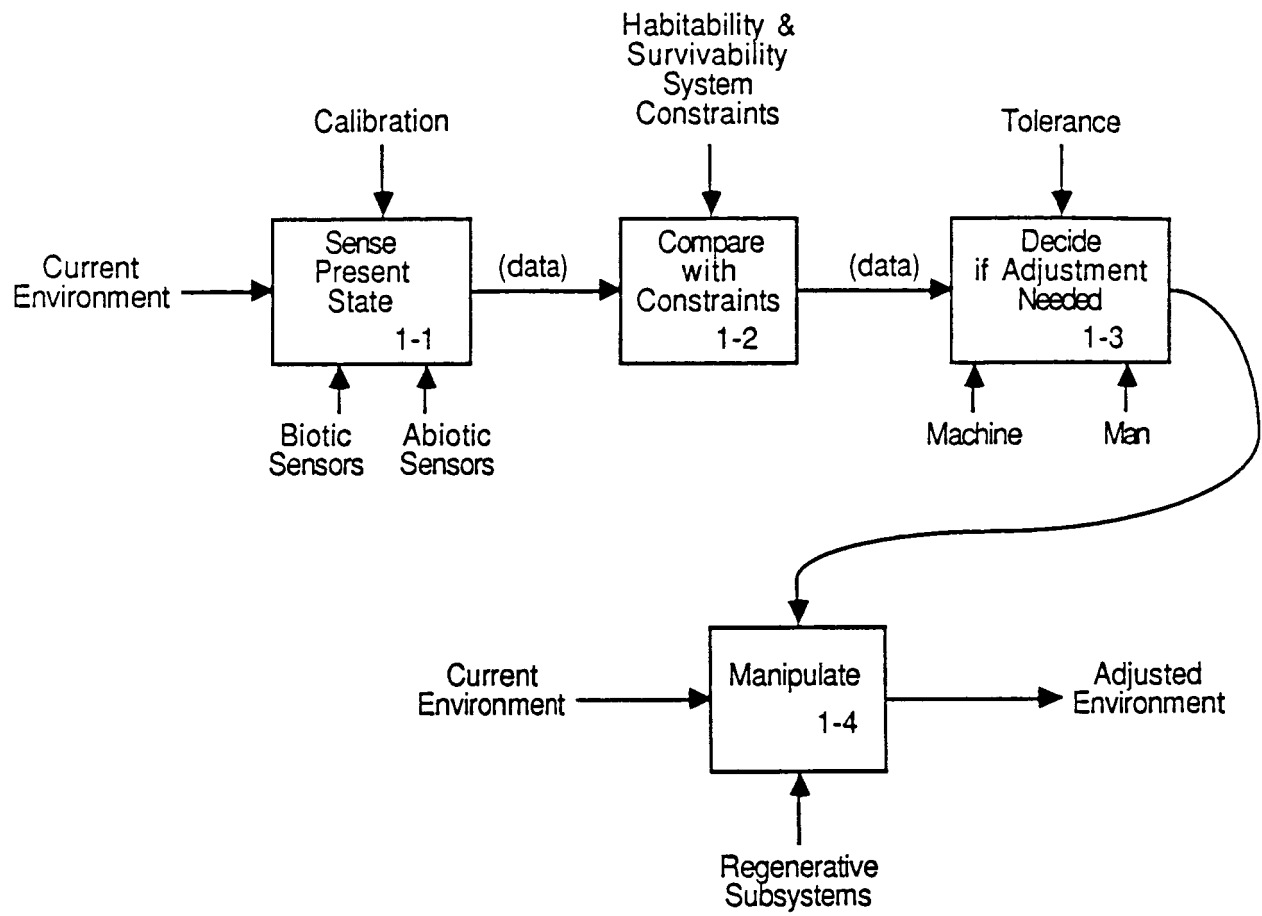 Habitability &
Survivability
System
Constraints
Calibration
Tolerance
Current
Environment
Sense
Present
State
1-1
(data)
Compare
with
Constraints
1-2
(data)
Decide
if Adjustment
Needed
1-3
Biotic
Sensors
Abiotic
Sensors
Machine
Man
Current
Environment
Manipulate
1-4
Adjusted
Environment
Regenerative
Subsystems